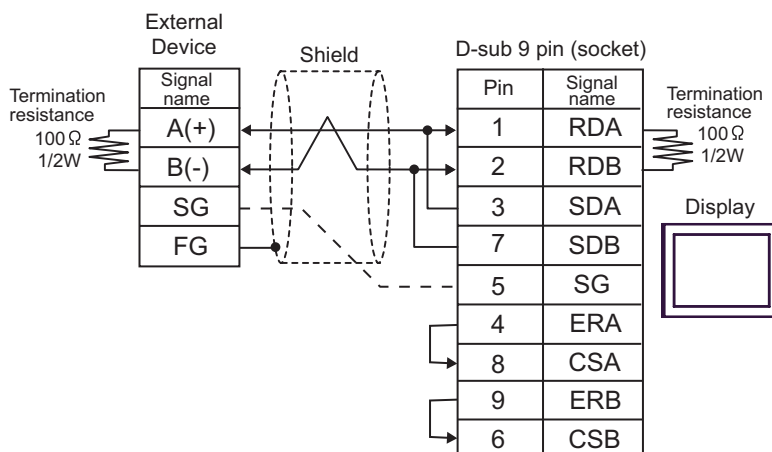 External
Device
Shield
D-sub 9 pin (socket)
Termination
resistance
100 Ω
1/2W
Signal
name
A(+)
B(-)
SG
FG
Pin
Signal
name
1 RDA
2 RDB
3 SDA
7 SDB
5 SG
4 ERA
8 CSA
9 ERB
6 CSB
Termination
resistance
100 Ω
1/2W
Display